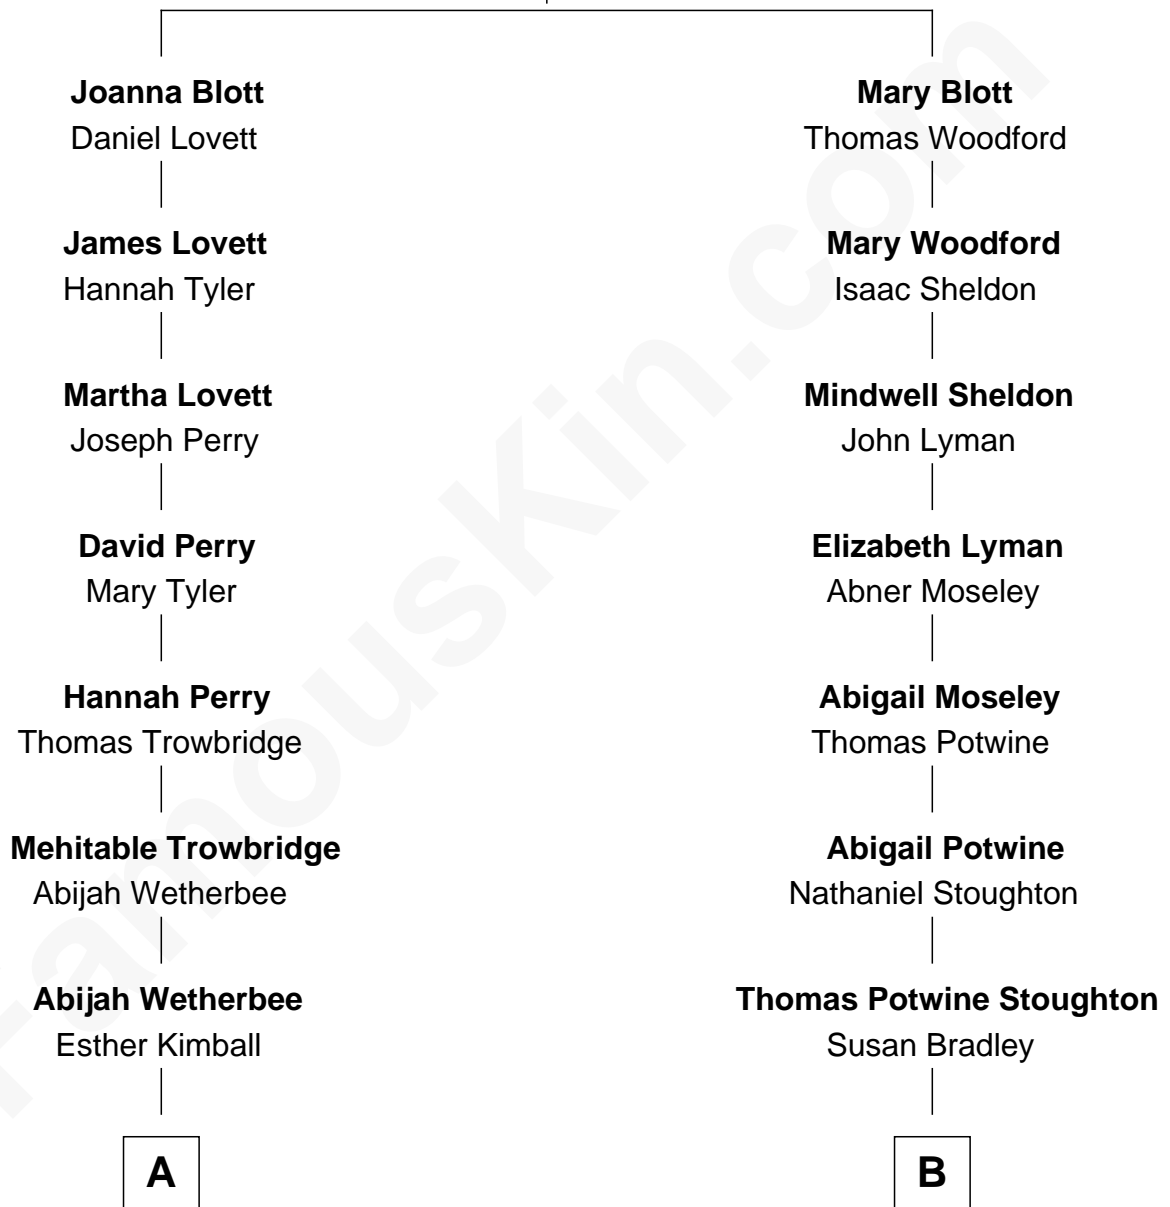 Joanna Blott
Daniel Lovett
James Lovett
Hannah Tyler
Martha Lovett
Joseph Perry
David Perry
Mary Tyler
Hannah Perry
Thomas Trowbridge
Mehitable Trowbridge
Abijah Wetherbee
Abijah Wetherbee
Esther Kimball
A
Mary Blott
Thomas Woodford
Mary Woodford
Isaac Sheldon
Mindwell Sheldon
John Lyman
Elizabeth Lyman
Abner Moseley
Abigail Moseley
Thomas Potwine
Abigail Potwine
Nathaniel Stoughton
Thomas Potwine Stoughton
Susan Bradley
B
FamousKin.com